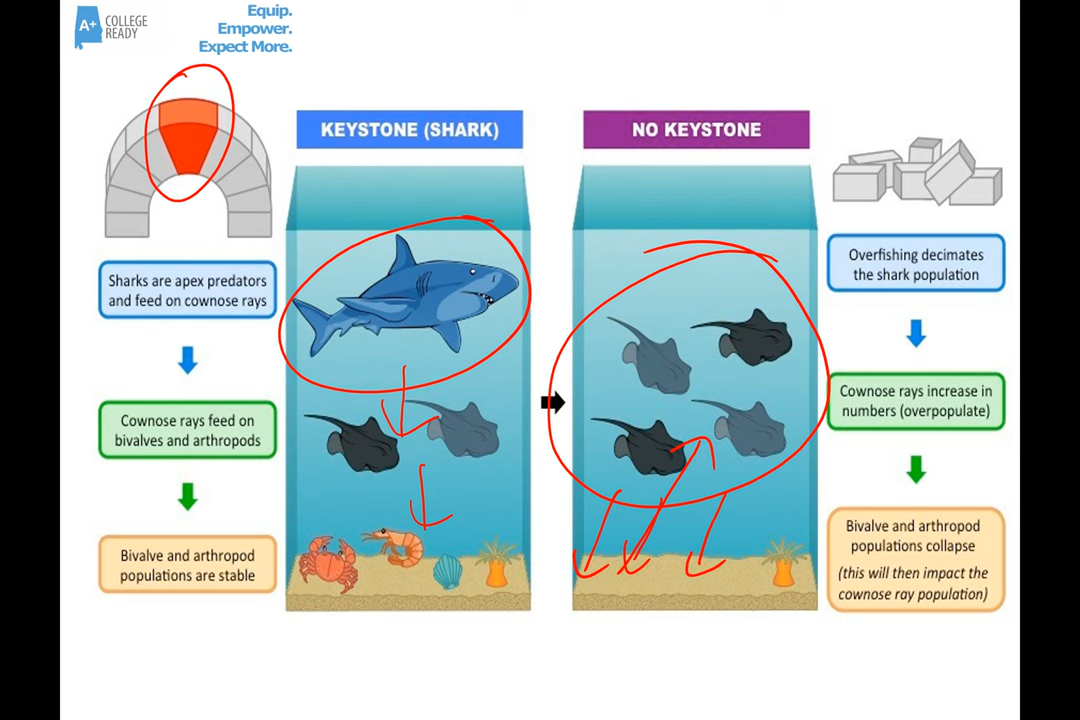 A+
COLLEGE
READY
Equip.
Empower.
Expect More.
KEYSTONE (SHARK)
NO KEYSTONE
Sharks are apex predators
and feed on cownose rays
Cownose rays feed on
bivalves and arthropods
Bivalve and arthropod
populations are stable
Overfishing decimates
the shark population
Cownose rays increase in
numbers (overpopulate)
Bivalve and arthropod
populations collapse
(this will then impact the
cownose ray population)